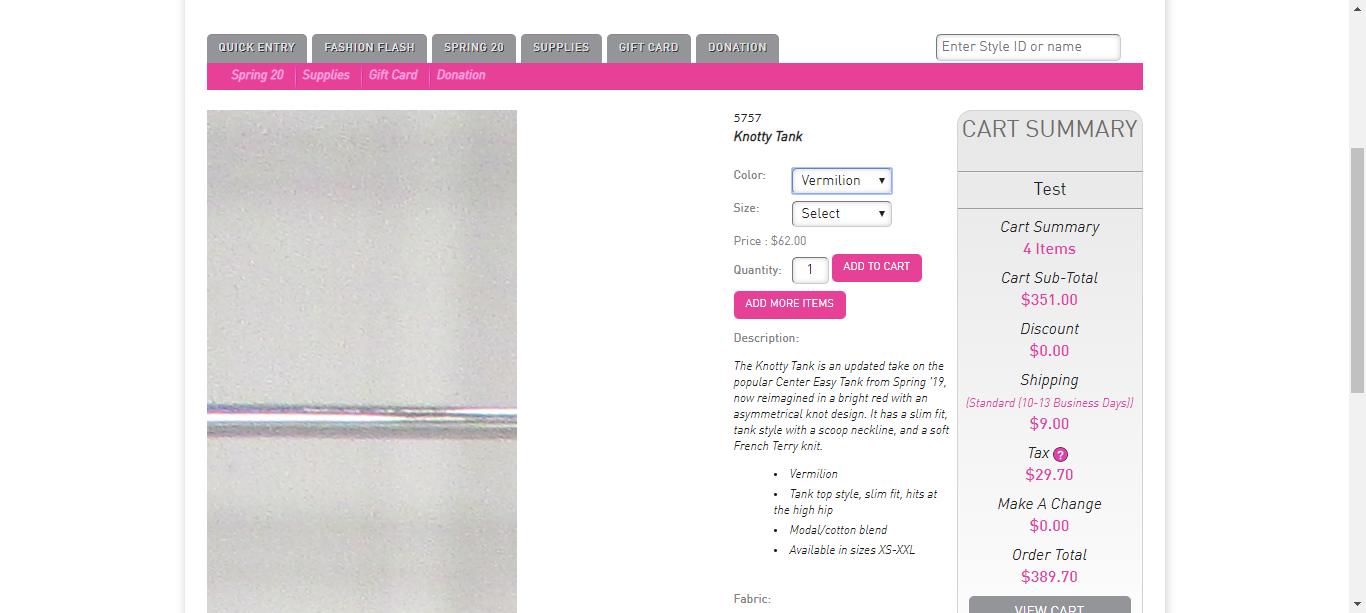 QUICK ENTRY
FASHION FLASH
SPRING 20
SUPPLIES
GIFT CARD
DONATION
Enter Style ID or name
Spring 20
Supplies
Gift Card
Donation
5757
Knotty Tank
Color:
Vermilion
Size:
Select
Price : $62.00
Quantity:
1
ADD TO CART
ADD MORE ITEMS
Description:
The Knotty Tank is an updated take on the
popular Center Easy Tank from Spring '19,
now reimagined in a bright red with an
asymmetrical knot design. It has a slim fit,
tank style with a scoop neckline, and a soft
French Terry knit.
• Vermilion
• Tank top style, slim fit, hits at
the high hip
• Modal/cotton blend
• Available in sizes XS-XXL
Fabric:
CART SUMMARY
Test
Cart Summary
4 Items
Cart Sub-Total
$351.00
Discount
$0.00
Shipping
(Standard (10-13 Business Days))
$9.00
Tax ?
$29.70
Make A Change
$0.00
Order Total
$389.70
VIEW CART